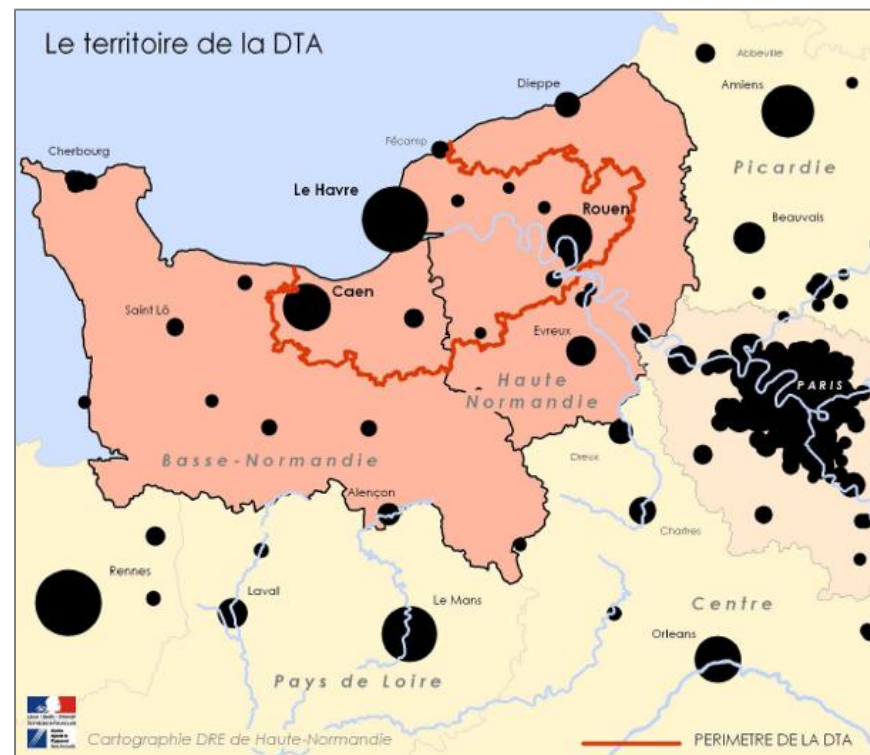 Le territoire de la DTA
Abbeville
Dieppe
Amiens
Fécamp
Cherbourg
Picardie
Le Havre
Rouen
Beauvais
Caen
Saint Lô
Evreux
PARIS
Haute
Normandie
Basse-Normandie
Dreux
Alençon
Chartres
Rennes
Laval
Le Mans
Centre
Orleans
Pays de Loire
Cartographie DRE de Haute-Normandie
PERIMETRE DE LA DTA